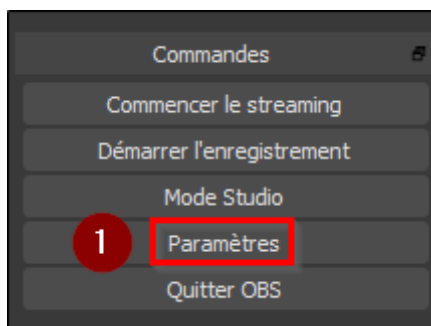 Commandes
Commencer le streaming
Démarrer l'enregistrement
Mode Studio
1 Paramètres
Quitter OBS